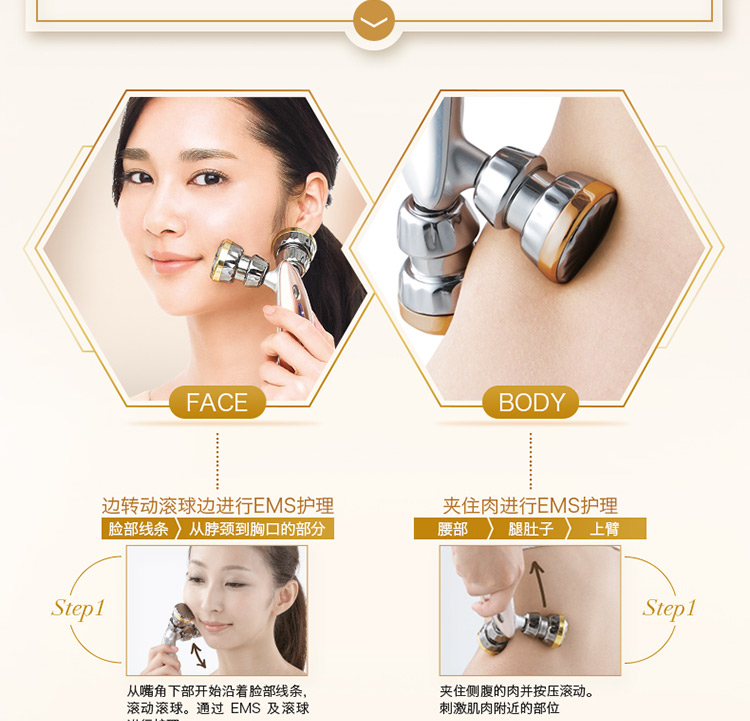 FACE
BODY
边转动滚球边进行EMS护理
脸部线条 从脖颈到胸口的部分
夹住肉进行EMS护理
腰部 腿肚子 上臂
Step1
从嘴角下部开始沿着脸部线条,
滚动滚球。通过 EMS 及滚球
Step1
夹住侧腹的肉并按压滚动。
刺激肌肉附近的部位